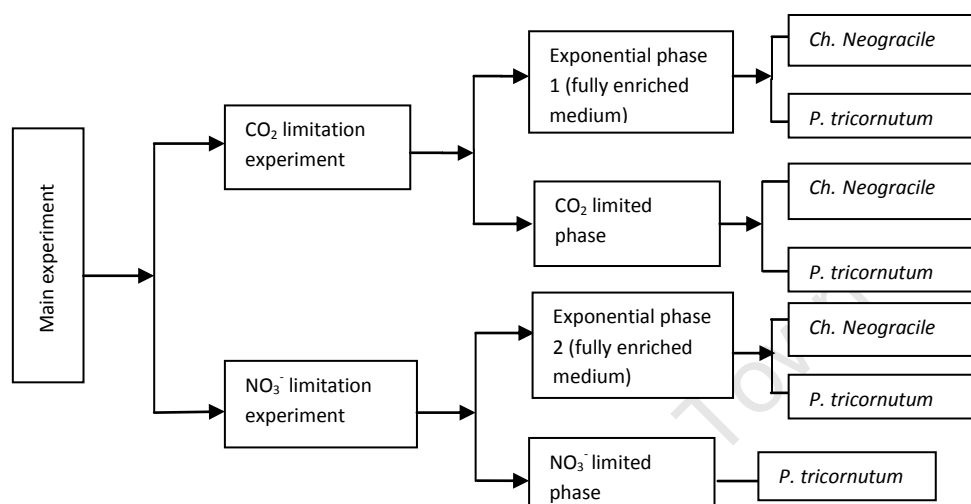 Main experiment
CO₂ limitation
experiment
Exponential phase
1 (fully enriched
medium)
Ch. Neogracile
P. tricornutum
CO₂ limited
phase
Ch. Neogracile
P. tricornutum
NO₃⁻ limitation
experiment
Exponential phase
2 (fully enriched
medium)
Ch. Neogracile
P. tricornutum
NO₃⁻ limited
phase
P. tricornutum